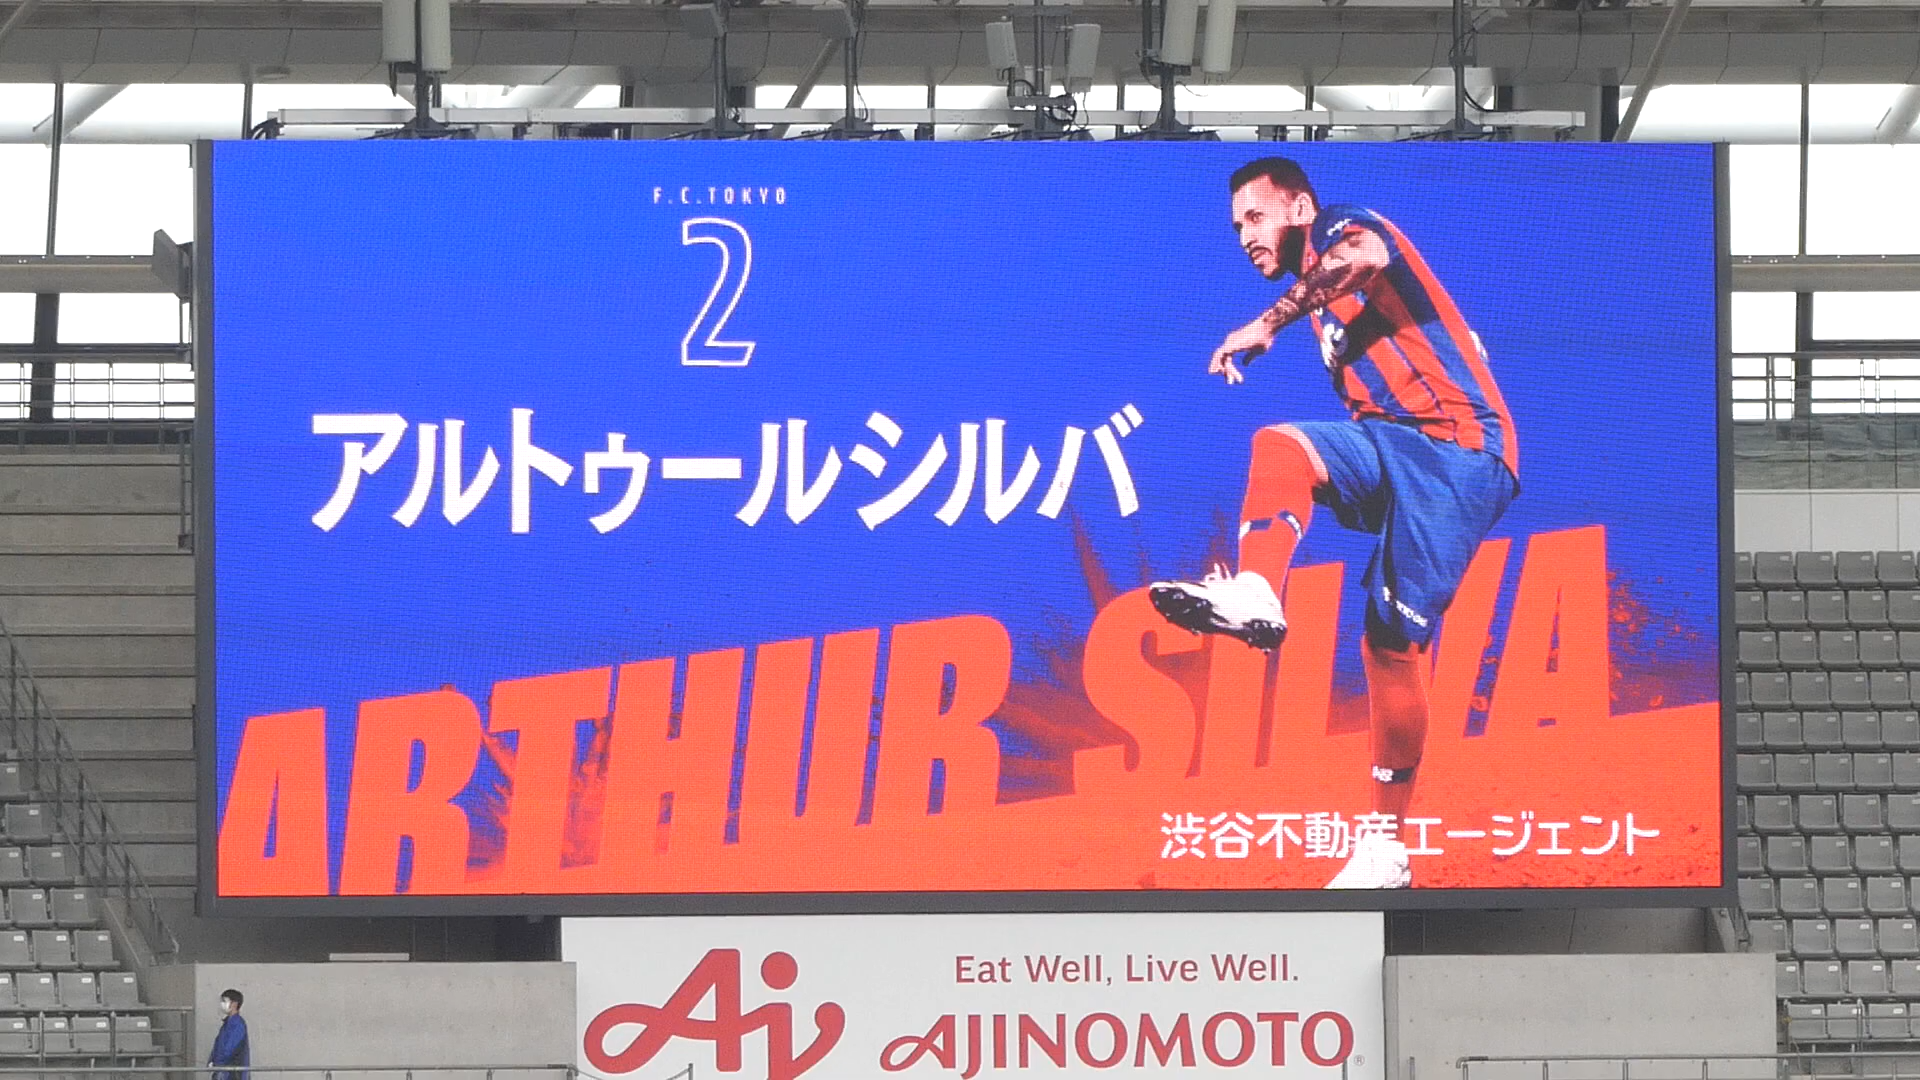 F.C.TOKYO
2
アルトゥールシルバ
ARTHUR SILVA
渋谷不動産エージェント
Eat Well, Live Well.
AJINOMOTO®